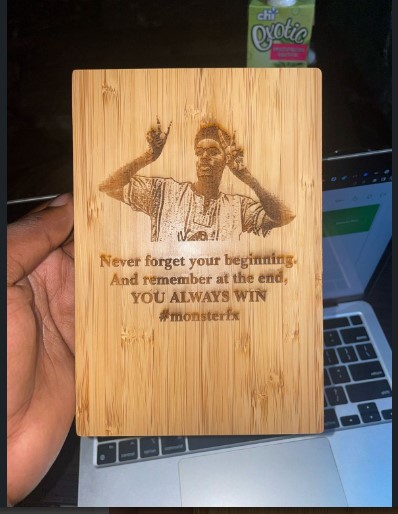 chi
Exotic
Never forget your beginning.
And remember at the end,
YOU ALWAYS WIN
#monsterfx